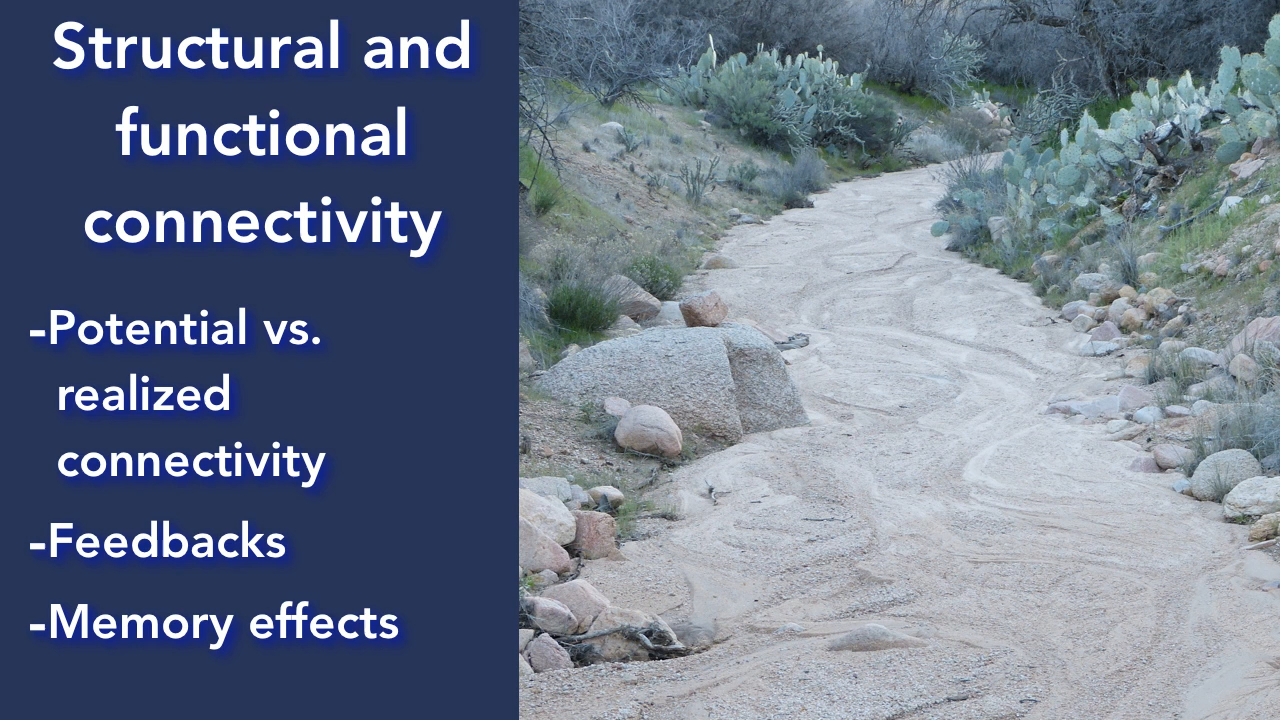 Structural and
functional
connectivity
-Potential vs.
realized
connectivity
-Feedbacks
-Memory effects